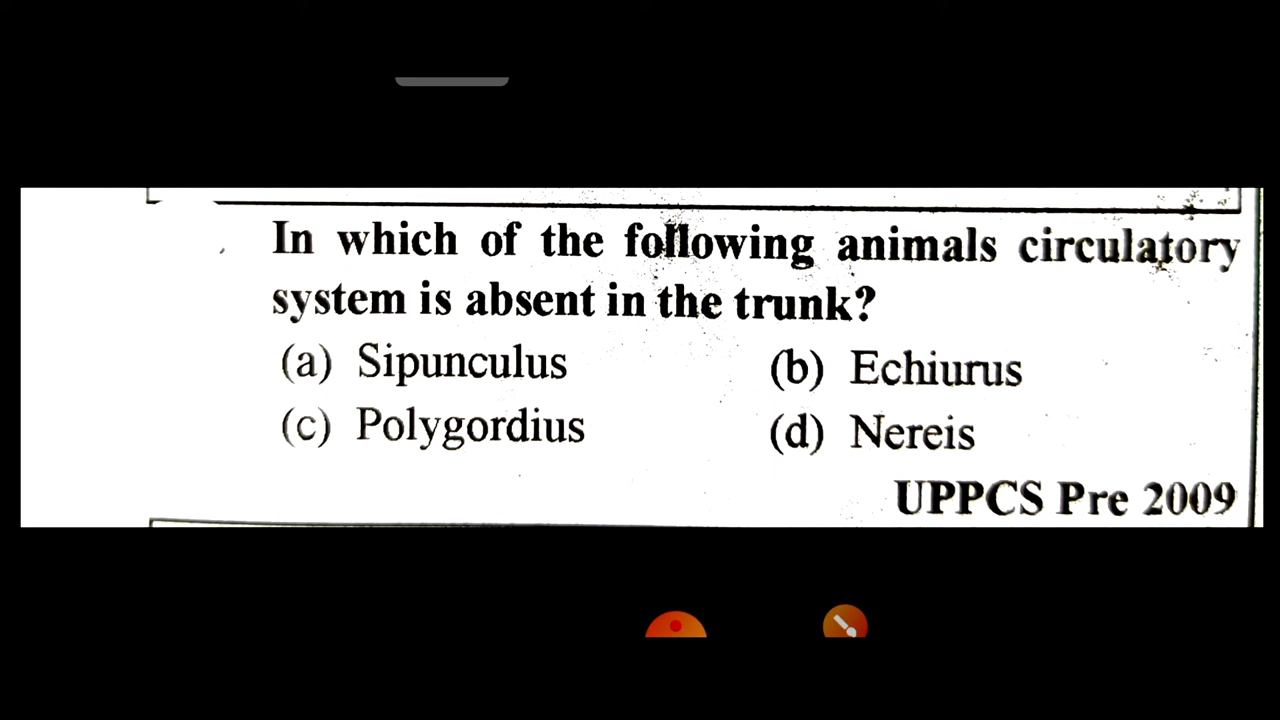 In which of the following animals circulatory
system is absent in the trunk?
(a) Sipunculus (b) Echiurus
(c) Polygordius (d) Nereis
UPPCS Pre 2009